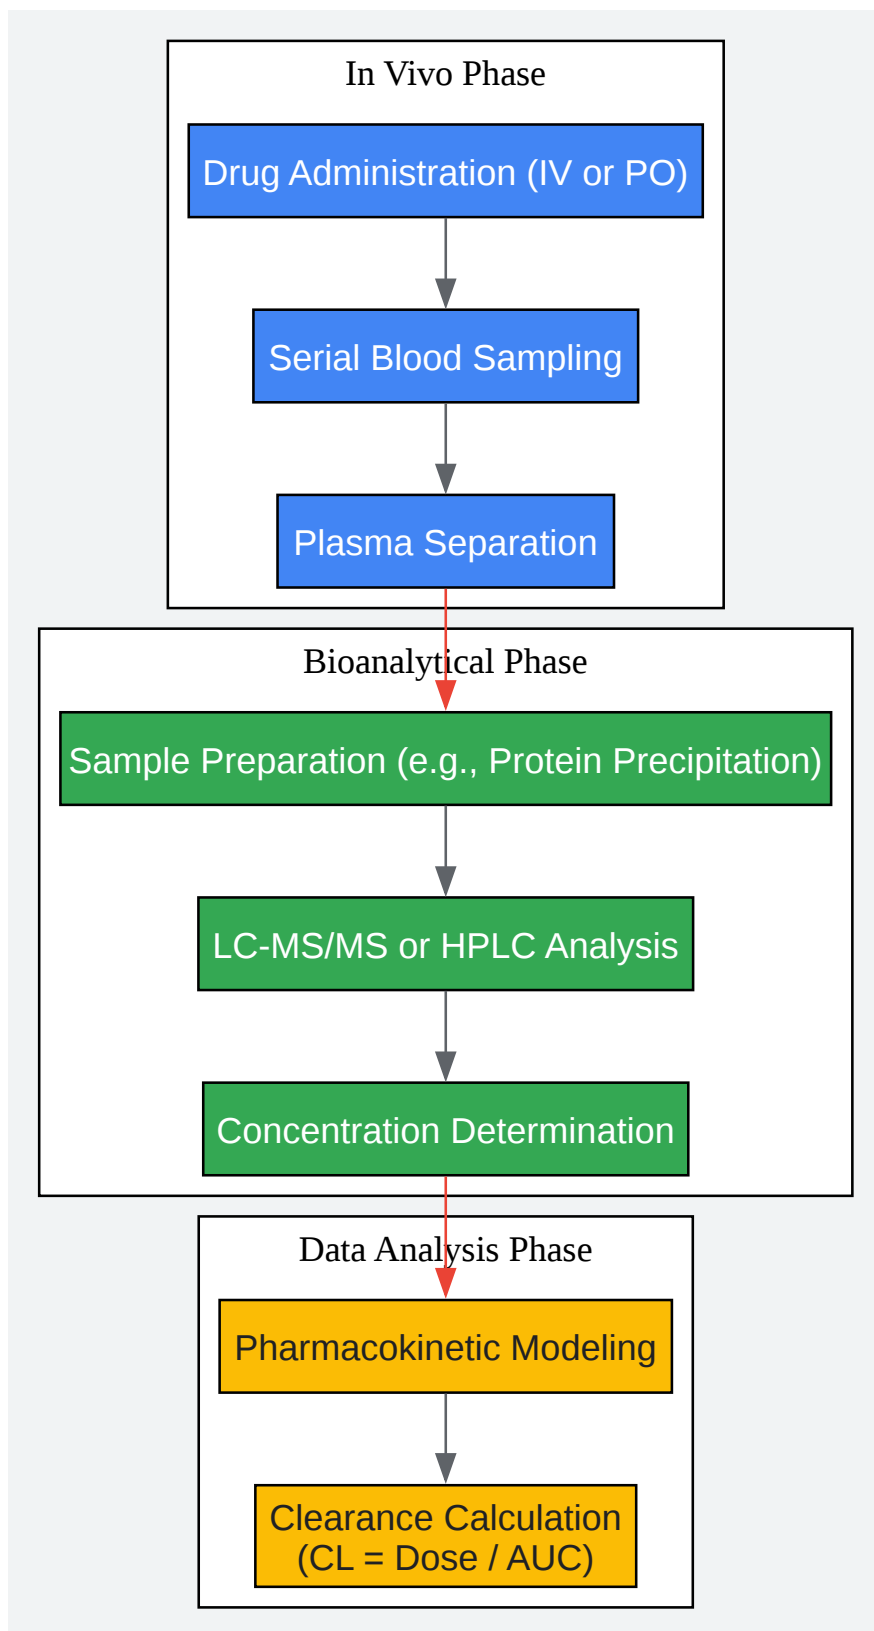 In Vivo Phase
Drug Administration (IV or PO)
Serial Blood Sampling
Plasma Separation
Bioanalytical Phase
Sample Preparation (e.g., Protein Precipitation)
LC-MS/MS or HPLC Analysis
Concentration Determination
Data Analysis Phase
Pharmacokinetic Modeling
Clearance Calculation
(CL = Dose / AUC)